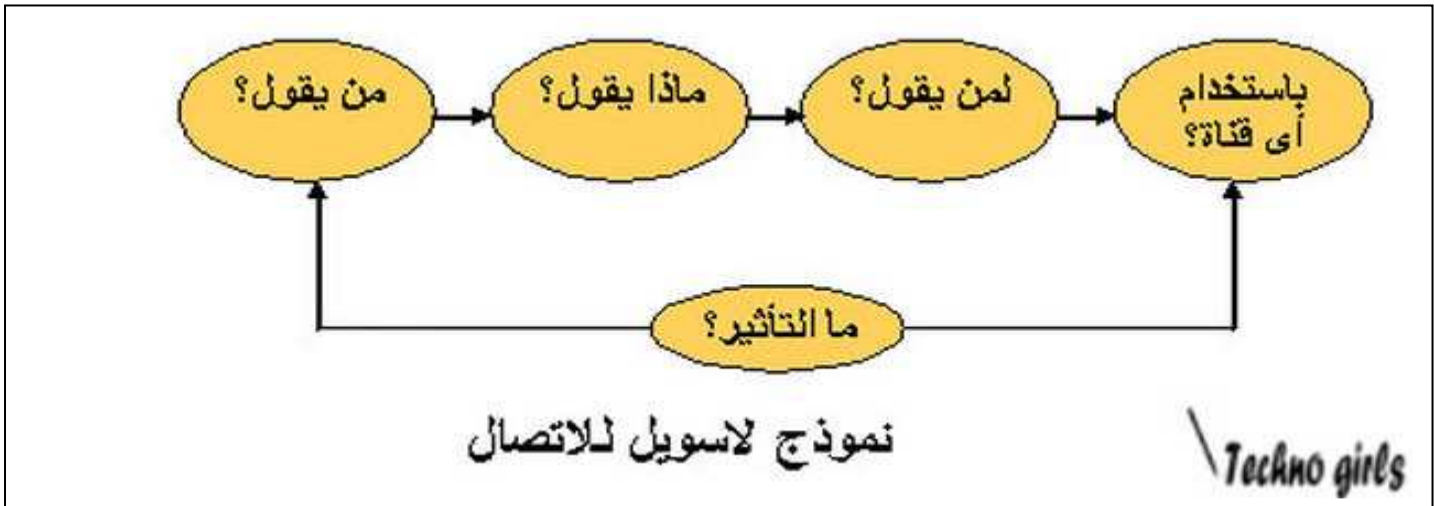 من يقول؟
ماذا يقول؟
لمن يقول؟
باستخدام
أى قناة؟
ما التأثير؟
نموذج لاسويل للاتصال
Techno girls